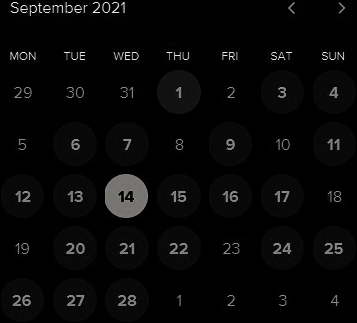 September 2021
MON TUE WED THU FRI SAT SUN
29 30 31 1 2 3 4
5 6 7 8 9 10 11
12 13 14 15 16 17 18
19 20 21 22 23 24 25
26 27 28 1 2 3 4